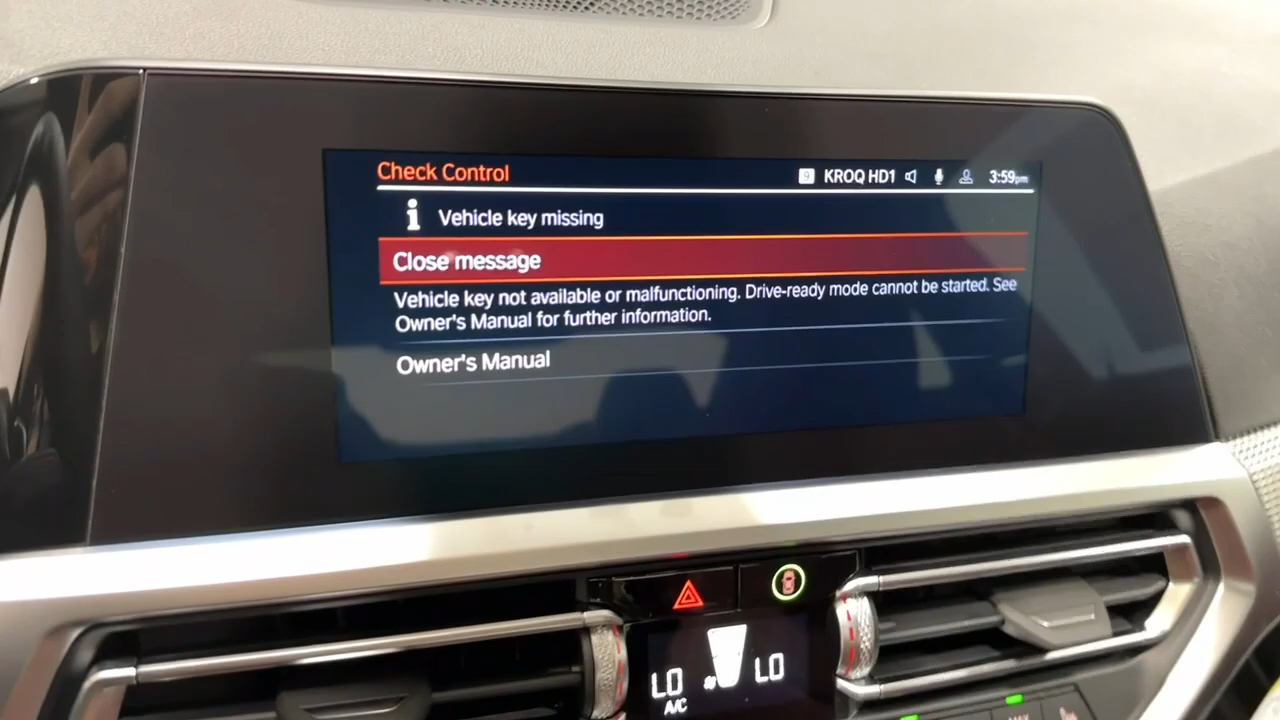 Check Control
9 KROQ HD1 3:59pm
Vehicle key missing
Close message
Vehicle key not available or malfunctioning. Drive-ready mode cannot be started. See
Owner's Manual for further information.
Owner's Manual
LO LO
A/C